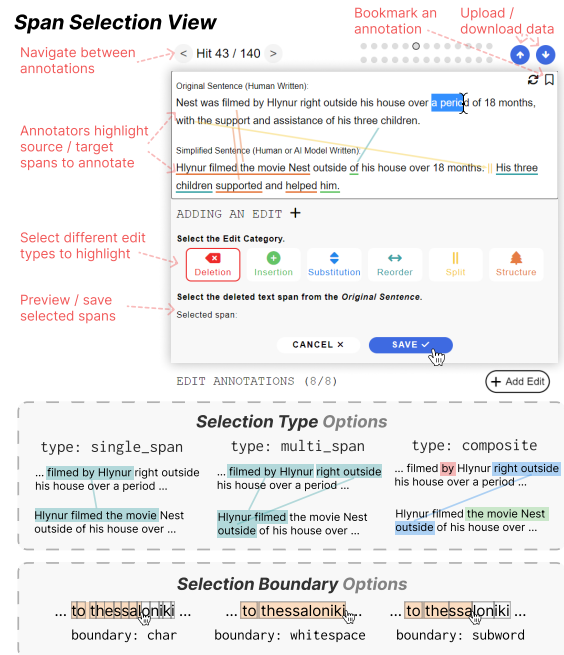 Span Selection View
Bookmark an annotation
Upload / download data
Navigate between annotations
< Hit 43 / 140 >
Original Sentence (Human Written):
Nest was filmed by Hlynur right outside his house over a period of 18 months,
with the support and assistance of his three children.
Annotators highlight source / target spans to annotate
Simplified Sentence (Human or AI Model Written):
Hlynur filmed the movie Nest outside of his house over 18 months. || His three
children supported and helped him.
ADDING AN EDIT +
Select different edit types to highlight
Select the Edit Category.
Deletion Insertion Substitution Reorder Split Structure
Preview / save selected spans
Select the deleted text span from the Original Sentence.
Selected span:
CANCEL × SAVE ✓
EDIT ANNOTATIONS (8/8)
+ Add Edit
Selection Type Options
type: single_span type: multi_span type: composite
... filmed by Hlynur right outside
his house over a period ...
Hlynur filmed the movie Nest
outside of his house over ...
... filmed by Hlynur right outside
his house over a period ...
Hlynur filmed the movie Nest
outside of his house over ...
... filmed by Hlynur right outside
his house over a period ...
Hlynur filmed the movie Nest
outside of his house over ...
Selection Boundary Options
... to thessaloniki ... ... to thessaloniki ... ... to thessaloniki ...
boundary: char boundary: whitespace boundary: subword